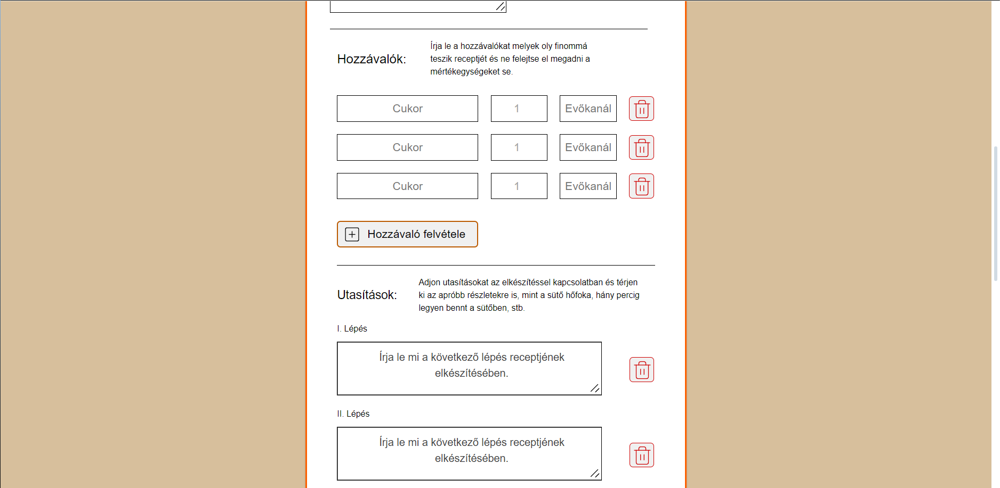 Hozzávalók:
Írja le a hozzávalókat melyek oly finommá
teszik receptjét és ne felejtse el megadni a
mértékegységeket se.
Cukor 1 Evőkanál
Cukor 1 Evőkanál
Cukor 1 Evőkanál
Hozzávaló felvétele
Utasítások:
Adjon utasításokat az elkészítéssel kapcsolatban és térjen
ki az apróbb részletekre is, mint a sütő hőfoka, hány percig
legyen bennt a sütőben, stb.
I. Lépés
Írja le mi a következő lépés receptjének
elkészítésében.
II. Lépés
Írja le mi a következő lépés receptjének
elkészítésében.